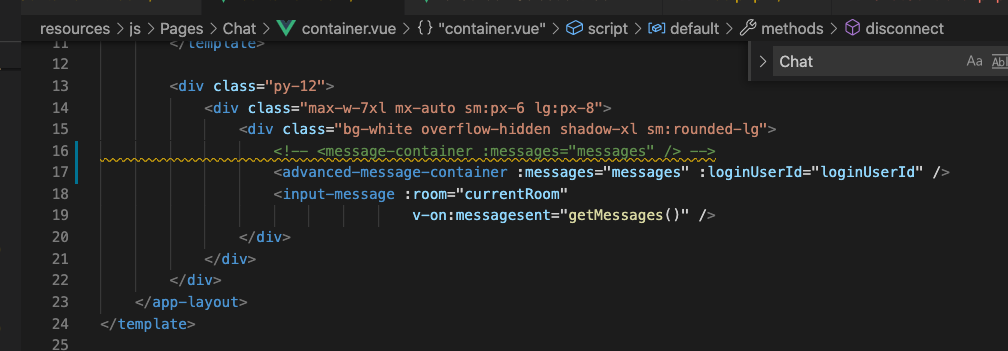 resources > js > Pages > Chat > container.vue > {} "container.vue" > script > default > methods > disconnect
11 </template>
> Chat Aa Abl
12
13 <div class="py-12">
14 <div class="max-w-7xl mx-auto sm:px-6 lg:px-8">
15 <div class="bg-white overflow-hidden shadow-xl sm:rounded-lg">
16 <!-- <message-container :messages="messages" /> -->
17 <advanced-message-container :messages="messages" :loginUserId="loginUserId" />
18 <input-message :room="currentRoom"
19 v-on:messagesent="getMessages()" />
20 </div>
21 </div>
22 </div>
23 </app-layout>
24 </template>
25